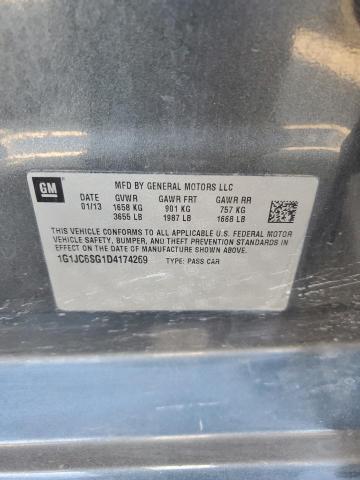 GM
MFD BY GENERAL MOTORS LLC
DATE GVWR GAWR FRT GAWR RR
01/13 1658 KG 901 KG 757 KG
3655 LB 1987 LB 1668 LB
THIS VEHICLE CONFORMS TO ALL APPLICABLE U.S. FEDERAL MOTOR
VEHICLE SAFETY, BUMPER, AND THEFT PREVENTION STANDARDS IN
EFFECT ON THE DATE OF MANUFACTURE SHOWN ABOVE.
1G1JC6SG1D4174269 TYPE: PASS CAR